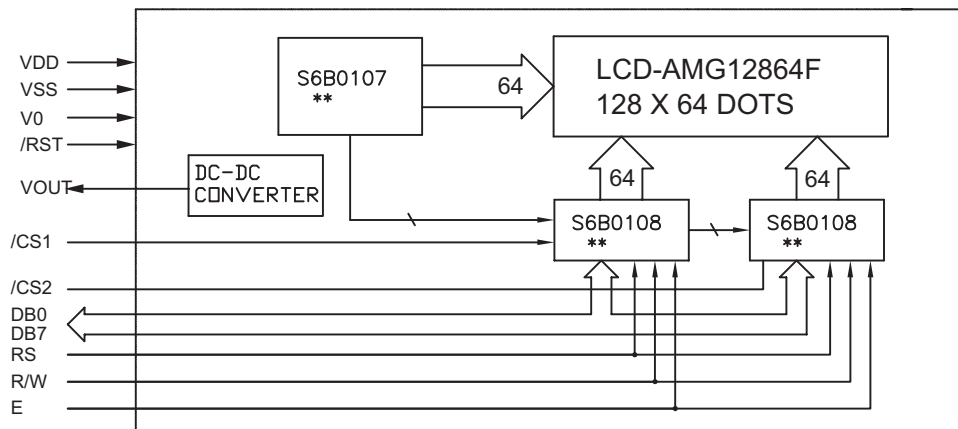 VDD
VSS
V0
/RST
VOUT
/CS1
/CS2
DB0
DB7
RS
R/W
E
S6B0107
**
64
LCD-AMG12864F
128 X 64 DOTS
DC-DC
CONVERTER
64
64
S6B0108
**
S6B0108
**